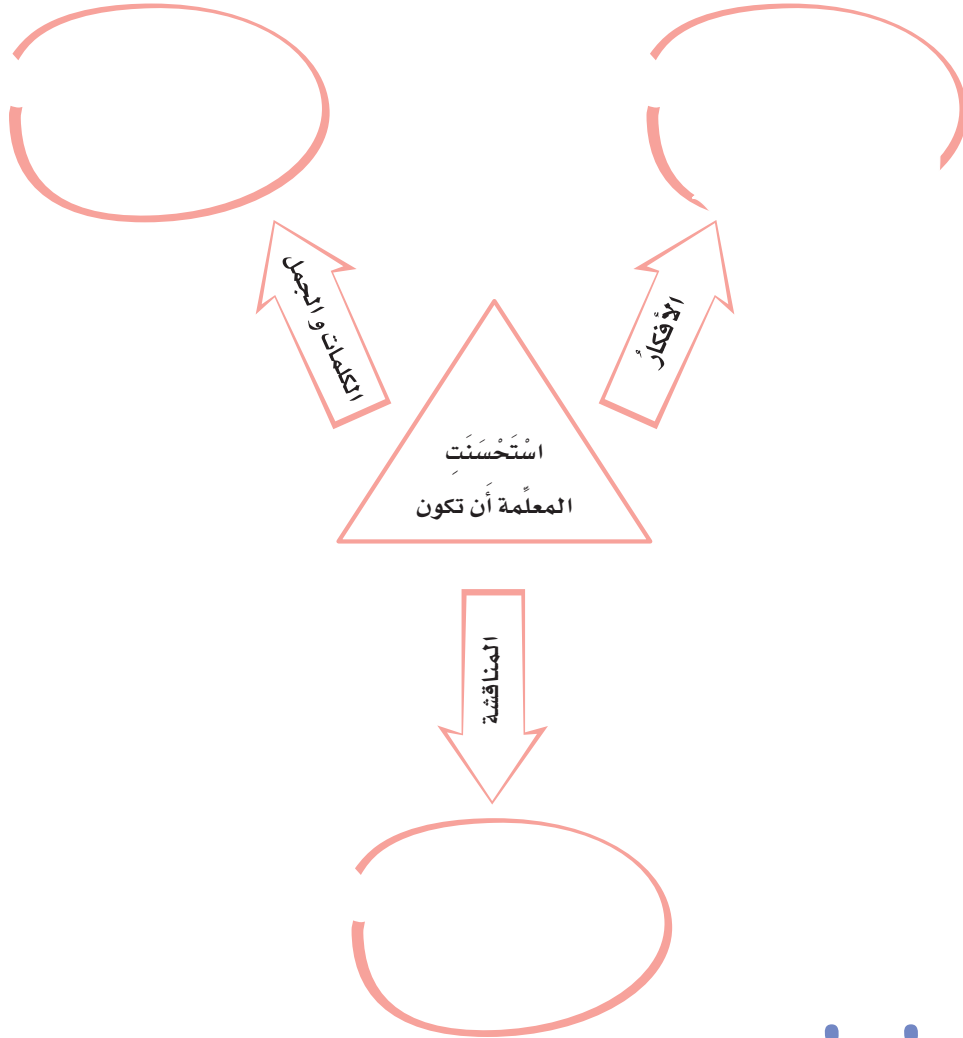 الأفكارُ
الكلمات و الجمل
اسْتَحْسَنَتِ
المعلِّمة أَن تكون
المناقشة